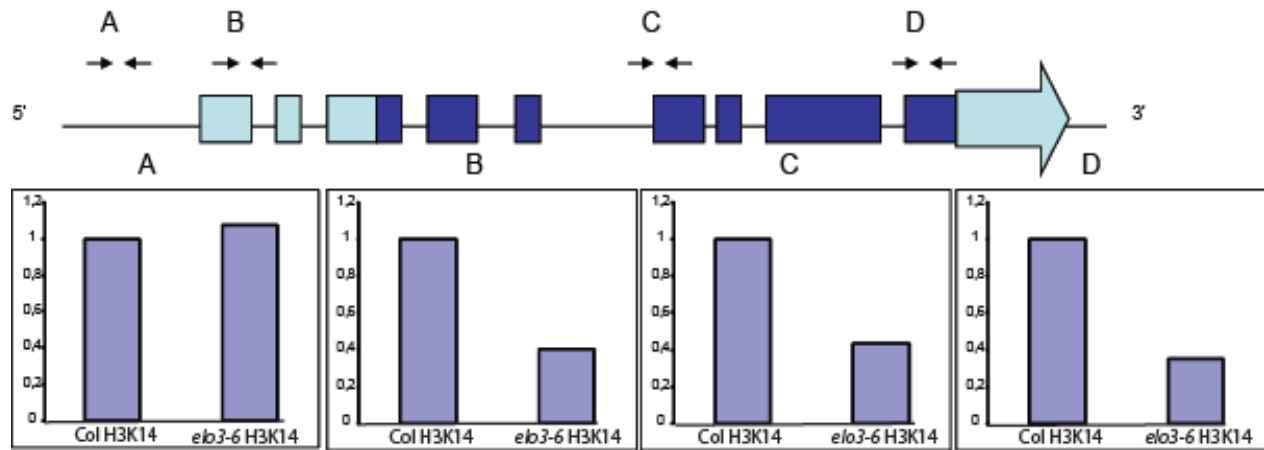 A B C D
5' 3'
A B C D
1,2 1,2 1,2 1,2
1 1 1 1
0,8 0,8 0,8 0,8
0,6 0,6 0,6 0,6
0,4 0,4 0,4 0,4
0,2 0,2 0,2 0,2
0 0 0 0
Col H3K14 elo3-6 H3K14 Col H3K14 elo3-6 H3K14 Col H3K14 elo3-6 H3K14 Col H3K14 elo3-6 H3K14